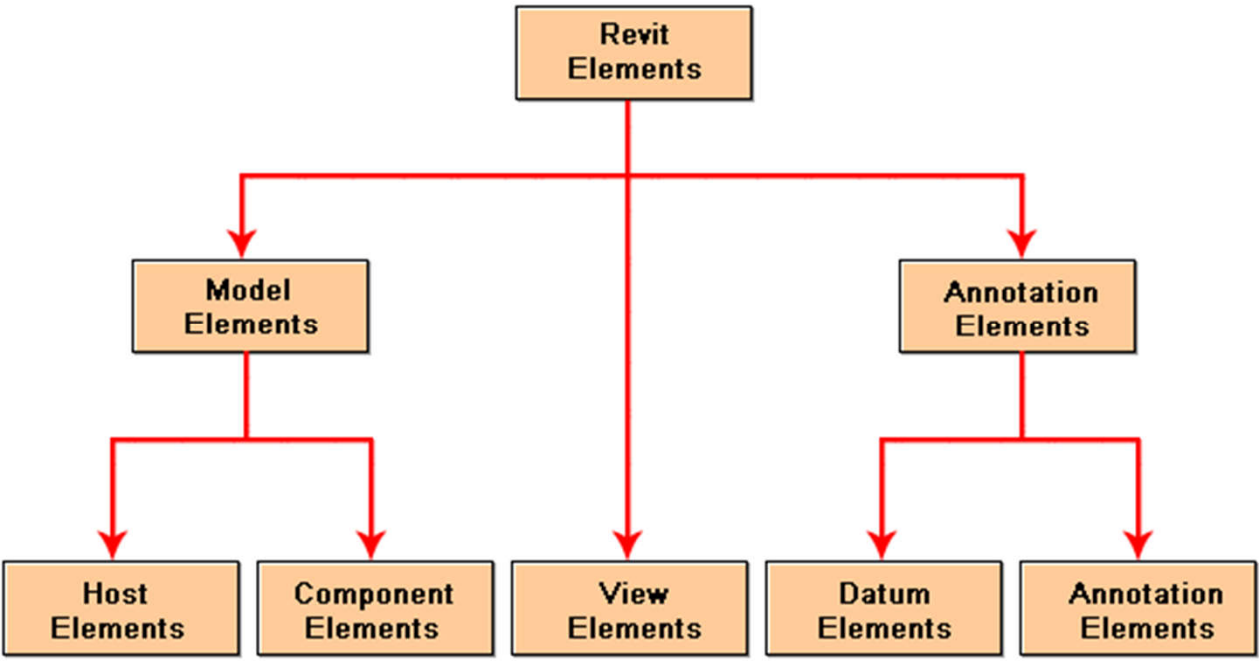 Revit
Elements
Model
Elements
Annotation
Elements
Host
Elements
Component
Elements
View
Elements
Datum
Elements
Annotation
Elements